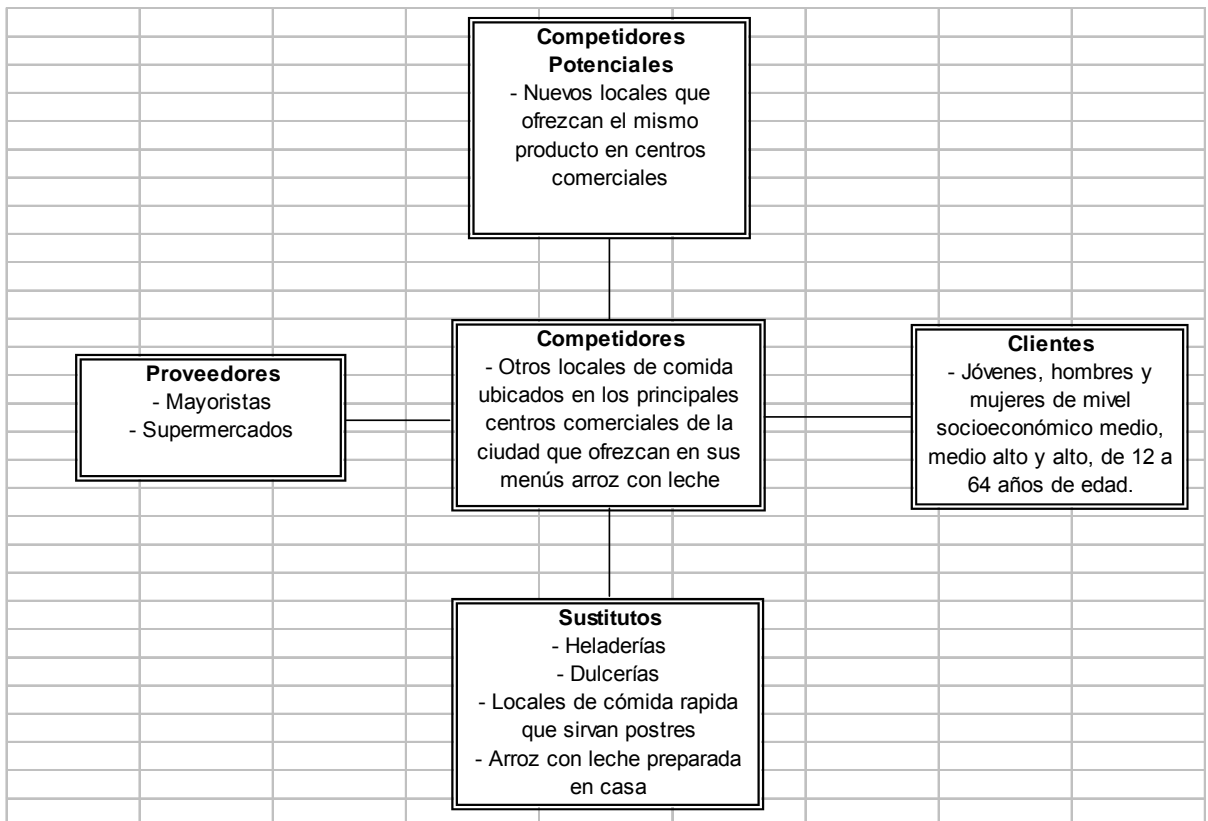 Competidores
Potenciales
- Nuevos locales que
ofrezcan el mismo
producto en centros
comerciales
Proveedores
- Mayoristas
- Supermercados
Competidores
- Otros locales de comida
ubicados en los principales
centros comerciales de la
ciudad que ofrezcan en sus
menús arroz con leche
Clientes
- Jóvenes, hombres y
mujeres de mivel
socioeconómico medio,
medio alto y alto, de 12 a
64 años de edad.
Sustitutos
- Heladerías
- Dulcerías
- Locales de cómida rapida
que sirvan postres
- Arroz con leche preparada
en casa